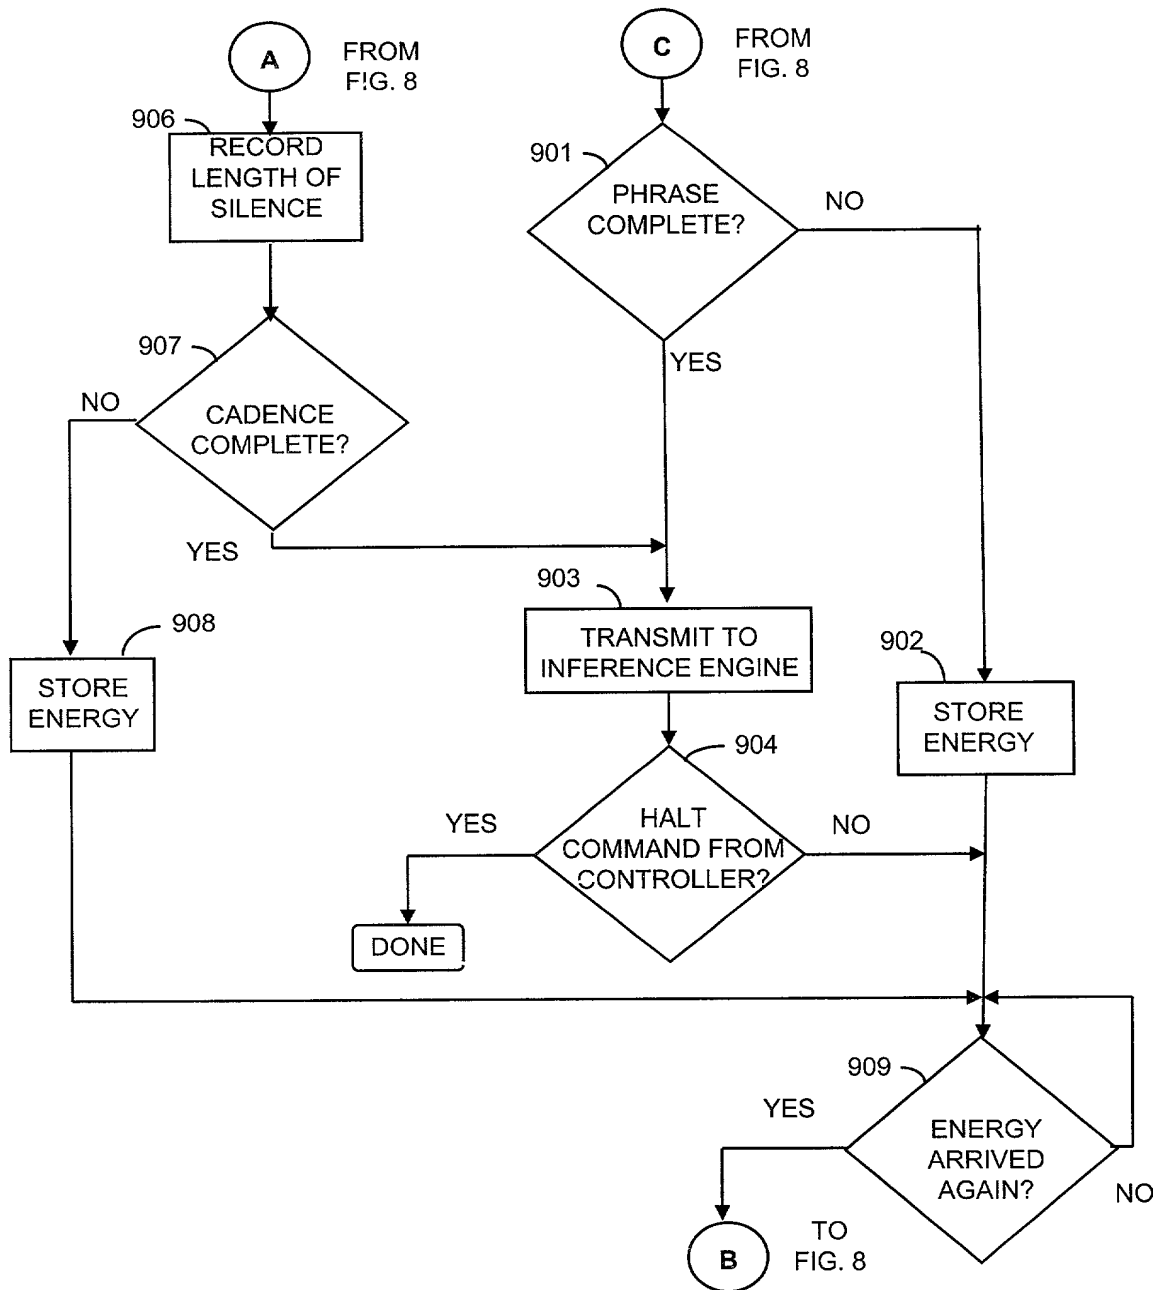 A
FROM
FIG. 8
C
FROM
FIG. 8
906
RECORD
LENGTH OF
SILENCE
901
PHRASE
COMPLETE?
NO
YES
907
NO
CADENCE
COMPLETE?
YES
903
TRANSMIT TO
INFERENCE ENGINE
908
STORE
ENERGY
902
STORE
ENERGY
904
YES
HALT
COMMAND FROM
CONTROLLER?
NO
DONE
909
YES
ENERGY
ARRIVED
AGAIN?
NO
B
TO
FIG. 8